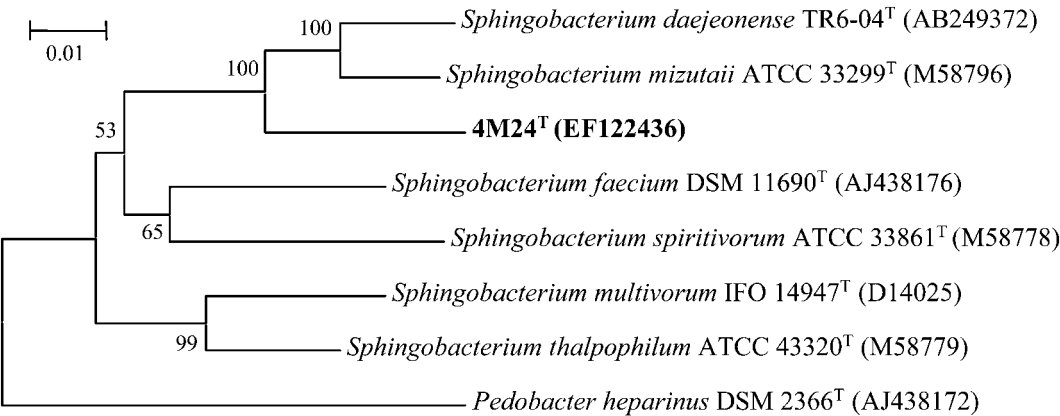 Sphingobacterium daejeonense TR6-04ᵀ (AB249372)
0.01
100
100
Sphingobacterium mizutaii ATCC 33299ᵀ (M58796)
53
4M24ᵀ (EF122436)
Sphingobacterium faecium DSM 11690ᵀ (AJ438176)
65
Sphingobacterium spiritivorum ATCC 33861ᵀ (M58778)
Sphingobacterium multivorum IFO 14947ᵀ (D14025)
99
Sphingobacterium thalpophilum ATCC 43320ᵀ (M58779)
Pedobacter heparinus DSM 2366ᵀ (AJ438172)